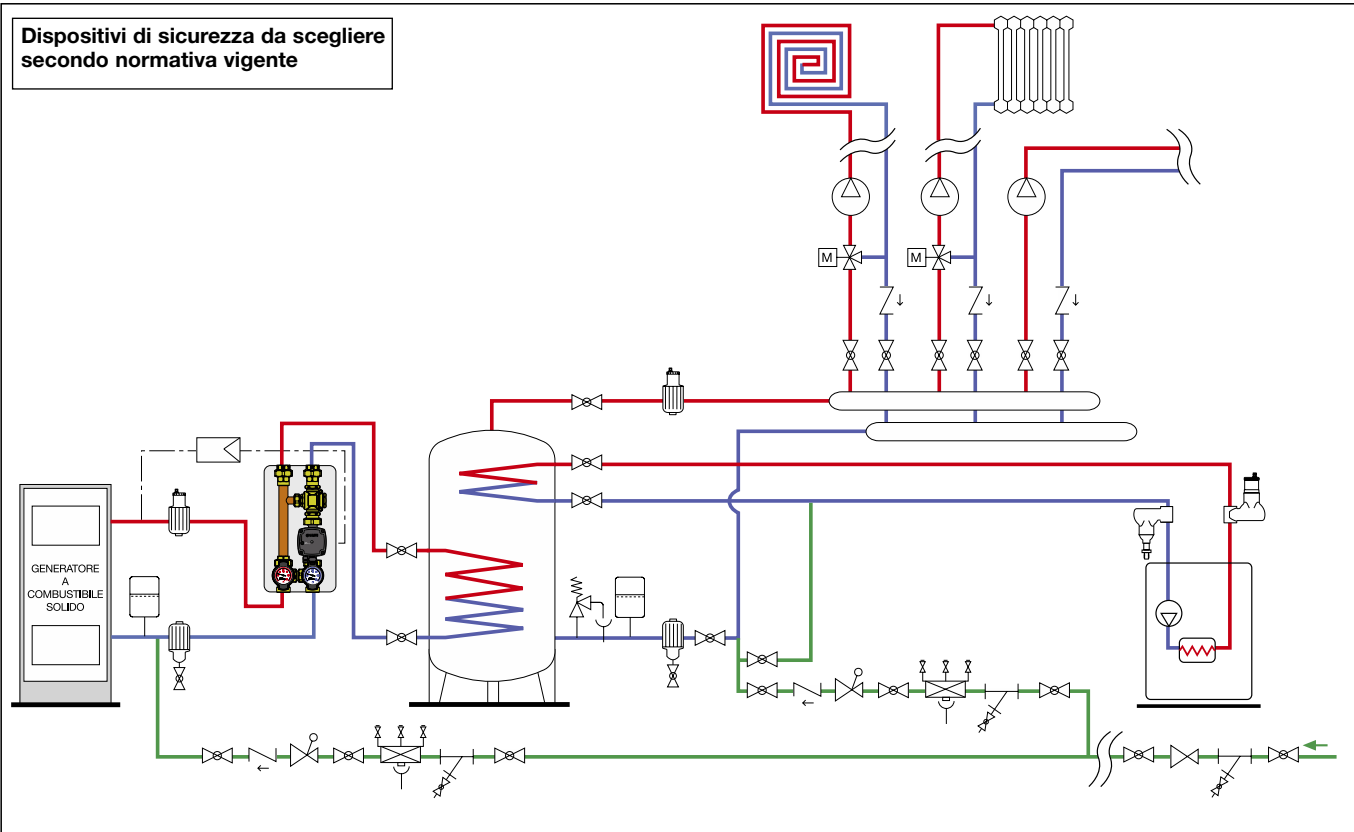 Dispositivi di sicurezza da scegliere
secondo normativa vigente
M
M
GENERATORE
A
COMBUSTIBILE
SOLIDO